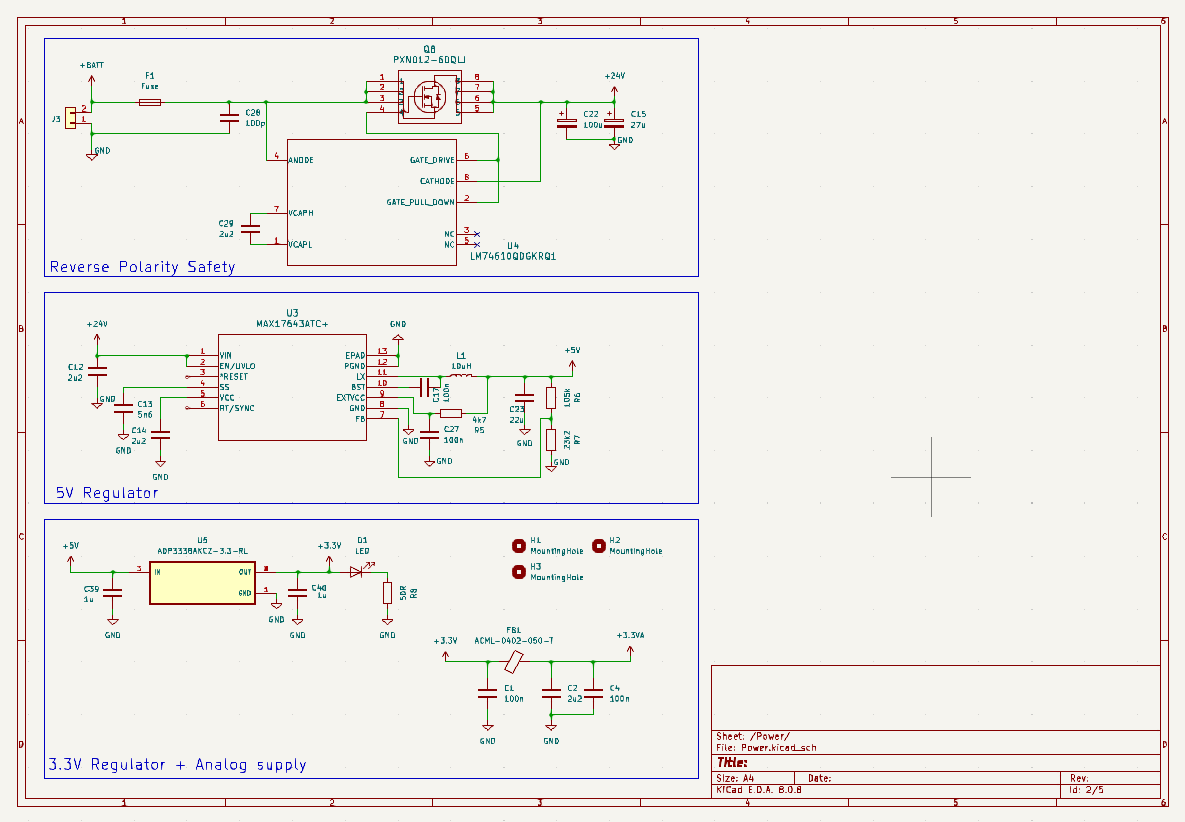 1 2 3 4 5 6
A
B
C
D
+BATT
F1
Fuse
J3
2
1
GND
C28
100p
Q8
PXN012-60QLJ
1
2
3
4
8
7
6
5
+24V
C22
100u
C15
27u
GND
4 ANODE
GATE_DRIVE 6
CATHODE 8
GATE_PULL_DOWN 2
7 VCAPH
C29
2u2
1 VCAPL
NC 3
NC 5
U4
LM74610QDGKRQ1
Reverse Polarity Safety
+24V
C12
2u2
GND
C13
5n6
GND
C14
2u2
GND
U3
MAX17643ATC+
1 VIN
2 EN/UVLO
3 *RESET
4 SS
5 VCC
6 RT/SYNC
EPAD 13
PGND 12
LX 11
BST 10
EXTVCC 9
GND 8
FB 7
GND
L1
10uH
C17
100n
4k7
R5
GND
C27
100n
GND
+5V
C23
22u
GND
105k
R6
23k2
R7
GND
5V Regulator
+5V
C39
1u
GND
U5
ADP3338AKCZ-3.3-RL
3 IN
OUT
GND 1
GND
+3.3V
C40
1u
GND
D1
LED
50R
R8
GND
H1
MountingHole
H2
MountingHole
H3
MountingHole
+3.3V
FB1
ACML-0402-050-T
+3.3VA
C1
100n
GND
C2
2u2
C4
100n
GND
3.3V Regulator + Analog supply
Sheet: /Power/
File: Power.kicad_sch
Title:
Size: A4 Date: Rev:
KiCad E.D.A. 8.0.8 Id: 2/5
A
B
C
D
1 2 3 4 5 6